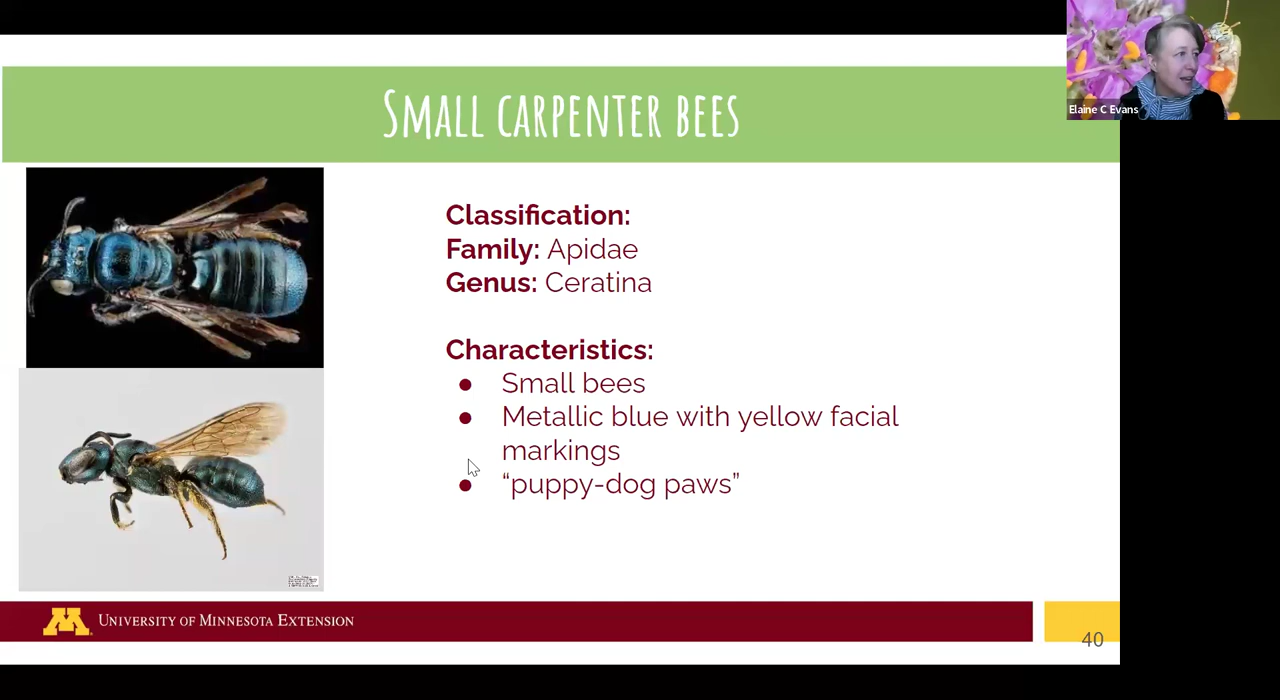 Small carpenter bees
Elaine C Evans
Classification:
Family: Apidae
Genus: Ceratina
Characteristics:
● Small bees
● Metallic blue with yellow facial
markings
● “puppy-dog paws”
M
University of Minnesota Extension
40